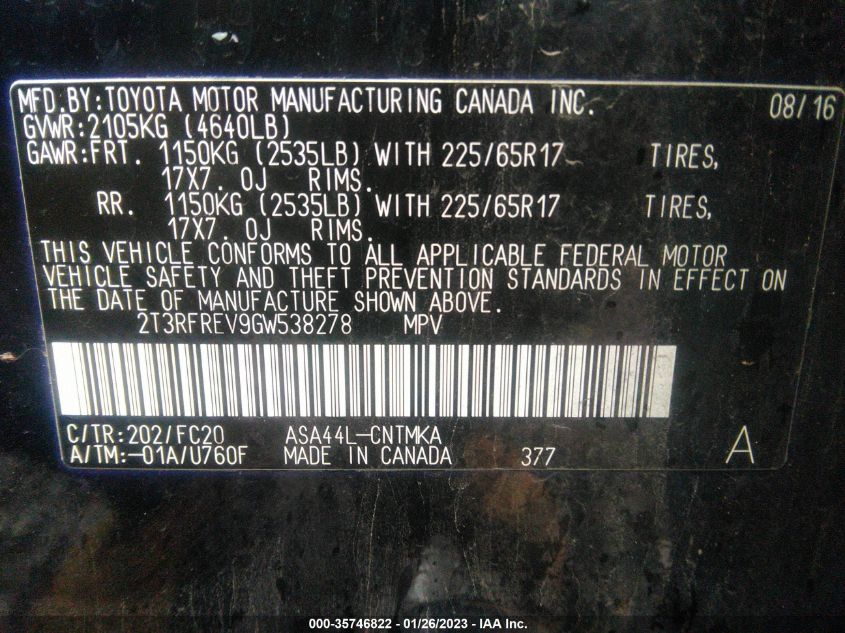 MFD.BY:TOYOTA MOTOR MANUFACTURING CANADA INC. 08/16
GVWR:2105KG (4640LB)
GAWR:FRT. 1150KG (2535LB) WITH 225/65R17 TIRES,
17X7.0J RIMS.
RR. 1150KG (2535LB) WITH 225/65R17 TIRES,
17X7.0J RIMS.
THIS VEHICLE CONFORMS TO ALL APPLICABLE FEDERAL MOTOR
VEHICLE SAFETY AND THEFT PREVENTION STANDARDS IN EFFECT ON
THE DATE OF MANUFACTURE SHOWN ABOVE.
2T3RFREV9GW538278 MPV
C/TR:202/FC20 ASA44L-CNTMKA
A/TM:-01A/U760F MADE IN CANADA 377 A
000-35746822 - 01/26/2023 - IAA Inc.